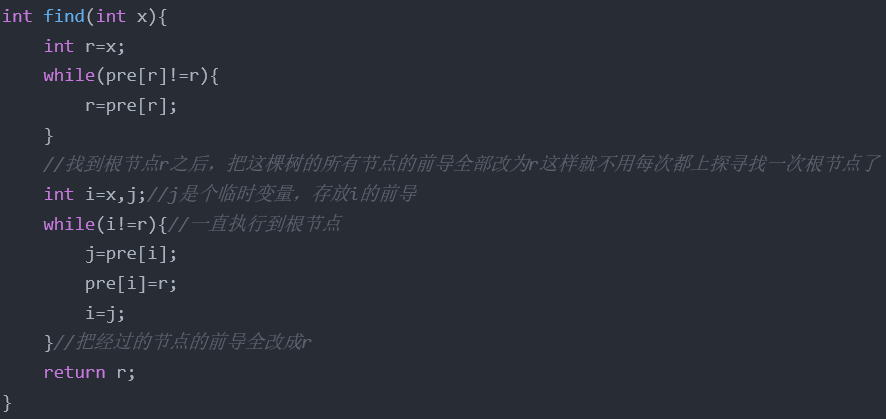 int find(int x){
    int r=x;
    while(pre[r]!=r){
        r=pre[r];
    }
    //找到根节点r之后，把这棵树的所有节点的前导全部改为r这样就不用每次都上探寻找一次根节点了
    int i=x,j;//j是个临时变量，存放i的前导
    while(i!=r){//一直执行到根节点
        j=pre[i];
        pre[i]=r;
        i=j;
    }//把经过的节点的前导全改成r
    return r;
}